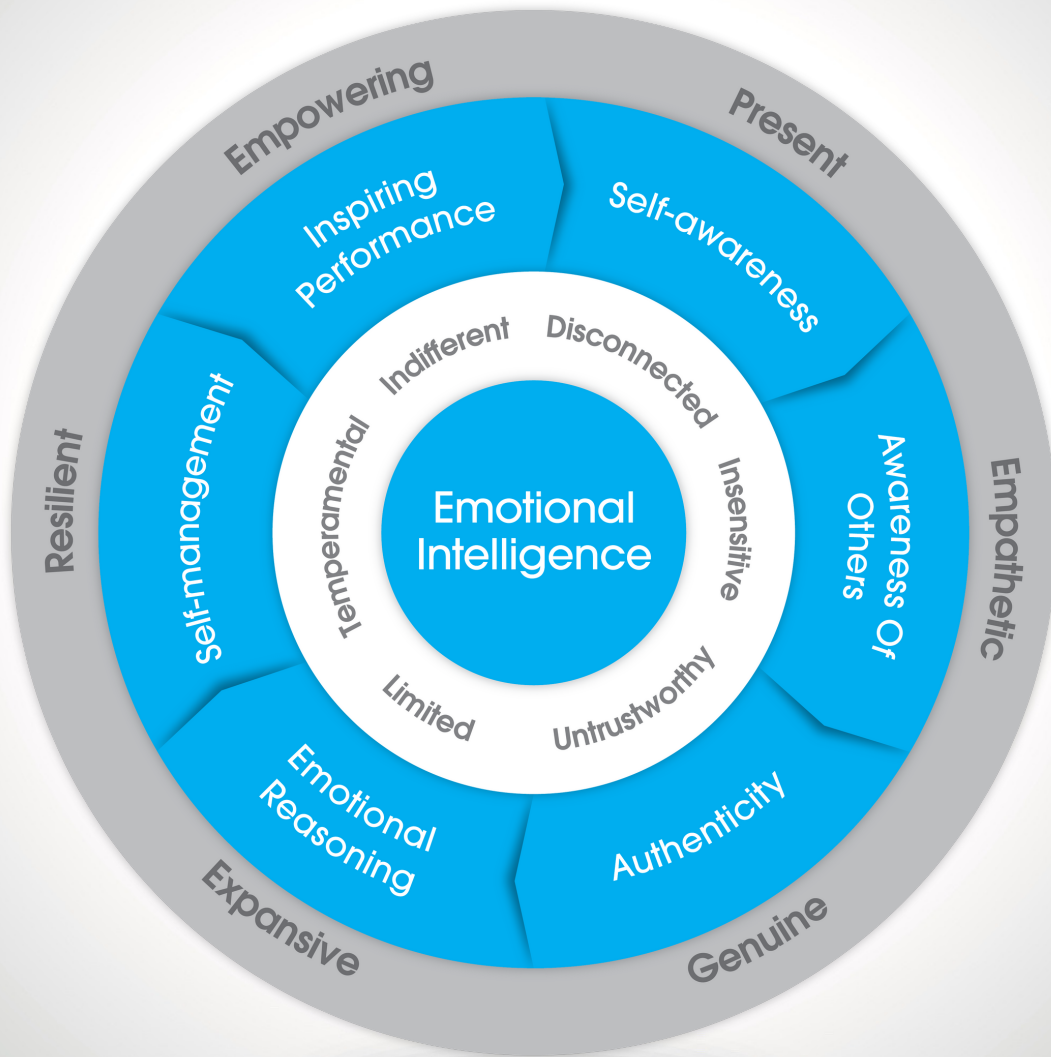 Emotional
Intelligence
Disconnected
Insensitive
Untrustworthy
Limited
Temperamental
Indifferent
Self-awareness
Awareness Of
Others
Authenticity
Emotional
Reasoning
Self-management
Inspiring
Performance
Present
Empathetic
Genuine
Expansive
Resilient
Empowering